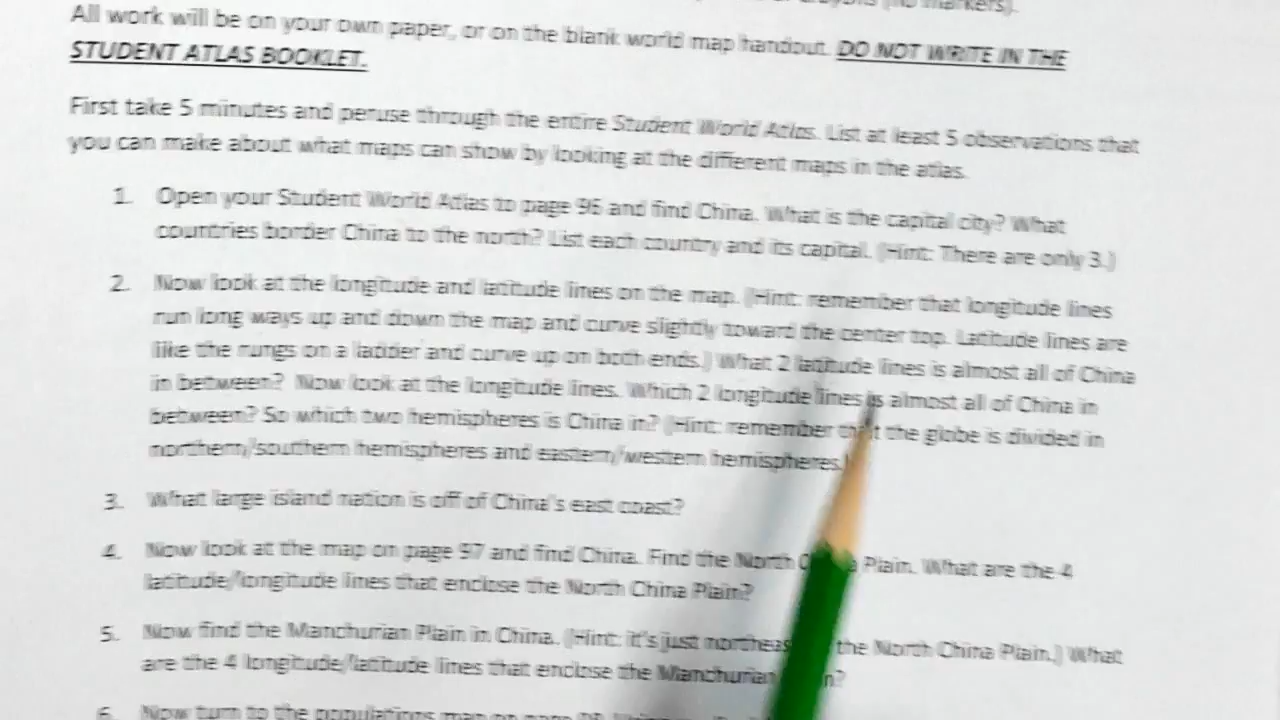 markers).
All work will be on your own paper, or on the blank world map handout. DO NOT WRITE IN THE
STUDENT ATLAS BOOKLET.
First take 5 minutes and peruse through the entire Student World Atlas. List at least 5 observations that
you can make about what maps can show by looking at the different maps in the atlas.
1. Open your Student World Atlas to page 96 and find China. What is the capital city? What
countries border China to the north? List each country and its capital. (Hint: There are only 3.)
2. Now look at the longitude and latitude lines on the map. (Hint: remember that longitude lines
run long ways up and down the map and curve slightly toward the center top. Latitude lines are
like the rungs on a ladder and curve up on both ends.) What 2 latitude lines is almost all of China
in between? Now look at the longitude lines. Which 2 longitude lines is almost all of China in
between? So which two hemispheres is China in? (Hint: remember that the globe is divided in
northern/southern hemispheres and eastern/western hemispheres.)
3. What large island nation is off of China's east coast?
4. Now look at the map on page 97 and find China. Find the North Plain. What are the 4
latitude/longitude lines that enclose the North China Plain?
5. Now find the Manchurian Plain in China. (Hint: it's just the North China Plain.) What
are the 4 longitude/latitude lines that enclose the Manchurian
6. Now turn to the populations map on page